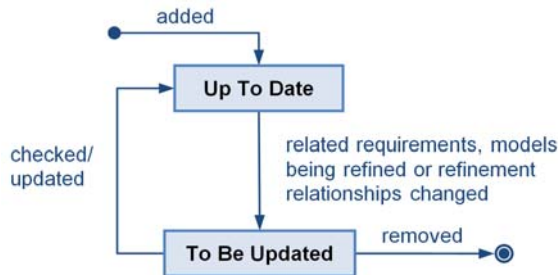 added
Up To Date
checked/
updated
related requirements, models
being refined or refinement
relationships changed
To Be Updated
removed